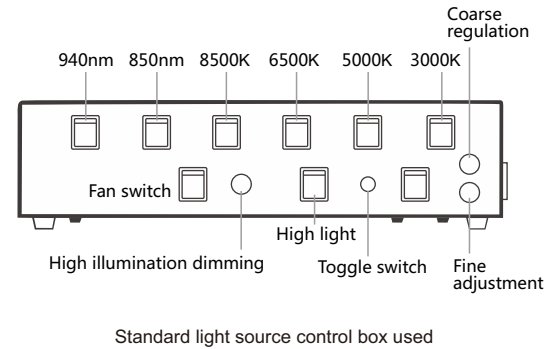 Coarse
regulation
940nm 850nm 8500K 6500K 5000K 3000K
Fan switch
High light
High illumination dimming
Toggle switch
Fine
adjustment
Standard light source control box used